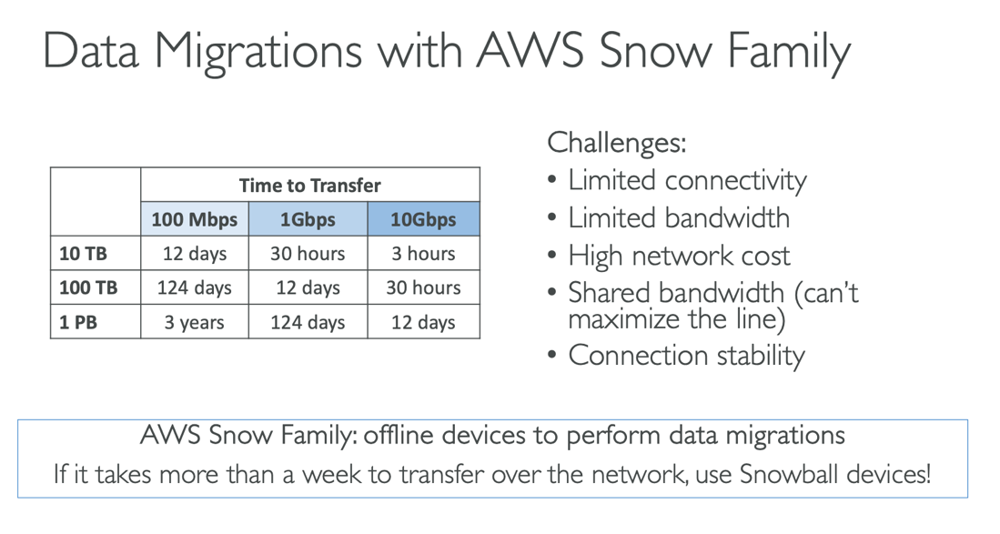 Data Migrations with AWS Snow Family
Time to Transfer
100 Mbps 1Gbps 10Gbps
10 TB 12 days 30 hours 3 hours
100 TB 124 days 12 days 30 hours
1 PB 3 years 124 days 12 days
Challenges:
• Limited connectivity
• Limited bandwidth
• High network cost
• Shared bandwidth (can't
maximize the line)
• Connection stability
AWS Snow Family: offline devices to perform data migrations
If it takes more than a week to transfer over the network, use Snowball devices!